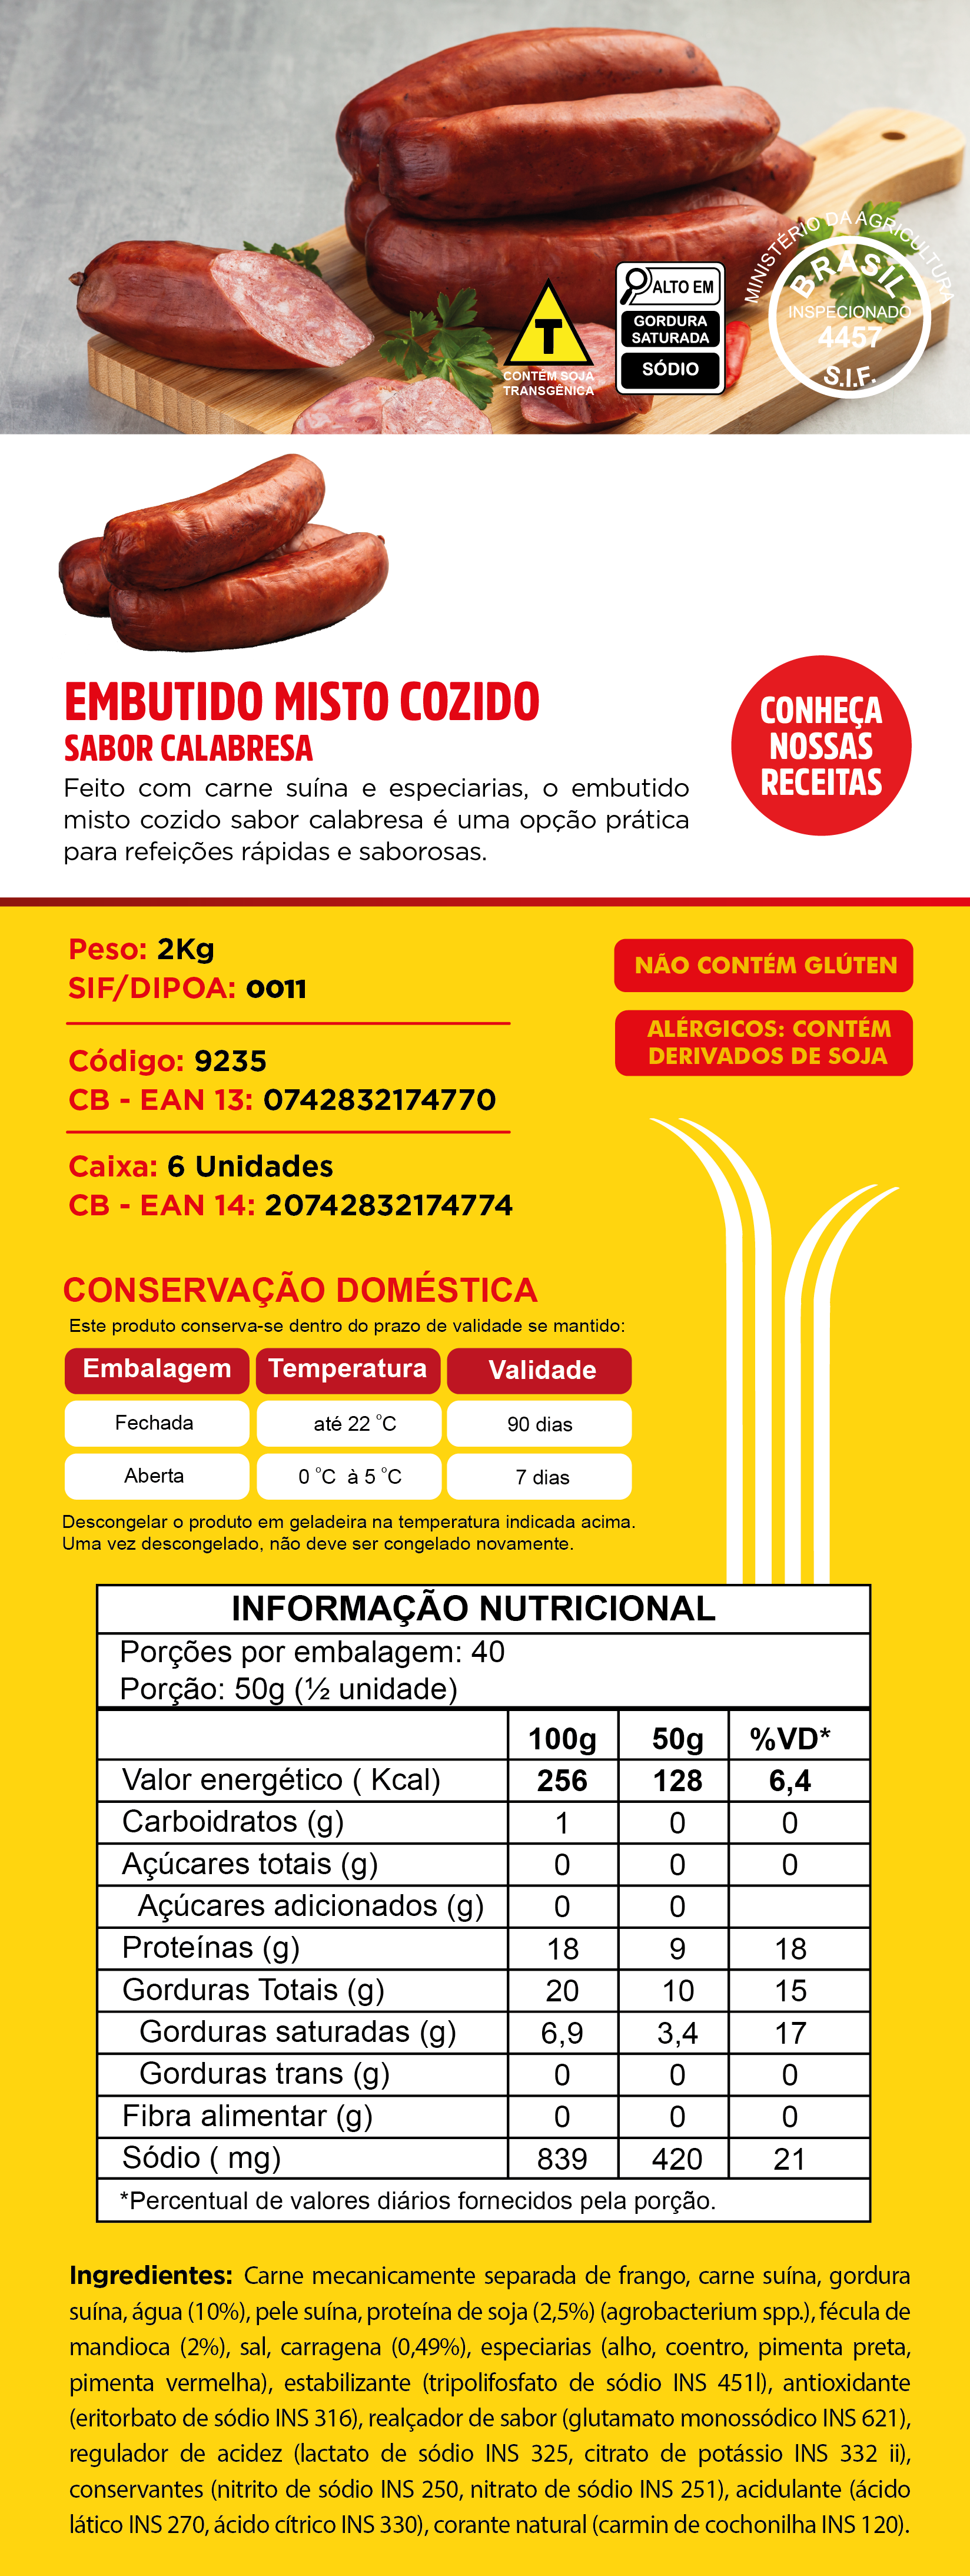 MINISTÉRIO DA AGRICULTURA
BRASIL
INSPECIONADO
4457
S.I.F.
T
CONTÉM SOJA
TRANSGÊNICA
ALTO EM
GORDURA
SATURADA
SÓDIO
EMBUTIDO MISTO COZIDO
SABOR CALABRESA
Feito com carne suína e especiarias, o embutido
misto cozido sabor calabresa é uma opção prática
para refeições rápidas e saborosas.
CONHEÇA
NOSSAS
RECEITAS
Peso: 2Kg
SIF/DIPOA: 0011
NÃO CONTÉM GLÚTEN
ALÉRGICOS: CONTÉM
DERIVADOS DE SOJA
Código: 9235
CB - EAN 13: 0742832174770
Caixa: 6 Unidades
CB - EAN 14: 20742832174774
CONSERVAÇÃO DOMÉSTICA
Este produto conserva-se dentro do prazo de validade se mantido:
Embalagem Temperatura Validade
Fechada até 22 °C 90 dias
Aberta 0 °C à 5 °C 7 dias
Descongelar o produto em geladeira na temperatura indicada acima.
Uma vez descongelado, não deve ser congelado novamente.
INFORMAÇÃO NUTRICIONAL
Porções por embalagem: 40
Porção: 50g (½ unidade)
100g 50g %VD*
Valor energético ( Kcal) 256 128 6,4
Carboidratos (g) 1 0 0
Açúcares totais (g) 0 0 0
Açúcares adicionados (g) 0 0
Proteínas (g) 18 9 18
Gorduras Totais (g) 20 10 15
Gorduras saturadas (g) 6,9 3,4 17
Gorduras trans (g) 0 0 0
Fibra alimentar (g) 0 0 0
Sódio ( mg) 839 420 21
*Percentual de valores diários fornecidos pela porção.
Ingredientes: Carne mecanicamente separada de frango, carne suína, gordura
suína, água (10%), pele suína, proteína de soja (2,5%) (agrobacterium spp.), fécula de
mandioca (2%), sal, carragena (0,49%), especiarias (alho, coentro, pimenta preta,
pimenta vermelha), estabilizante (tripolifosfato de sódio INS 451l), antioxidante
(eritorbato de sódio INS 316), realçador de sabor (glutamato monossódico INS 621),
regulador de acidez (lactato de sódio INS 325, citrato de potássio INS 332 ii),
conservantes (nitrito de sódio INS 250, nitrato de sódio INS 251), acidulante (ácido
lático INS 270, ácido cítrico INS 330), corante natural (carmin de cochonilha INS 120).